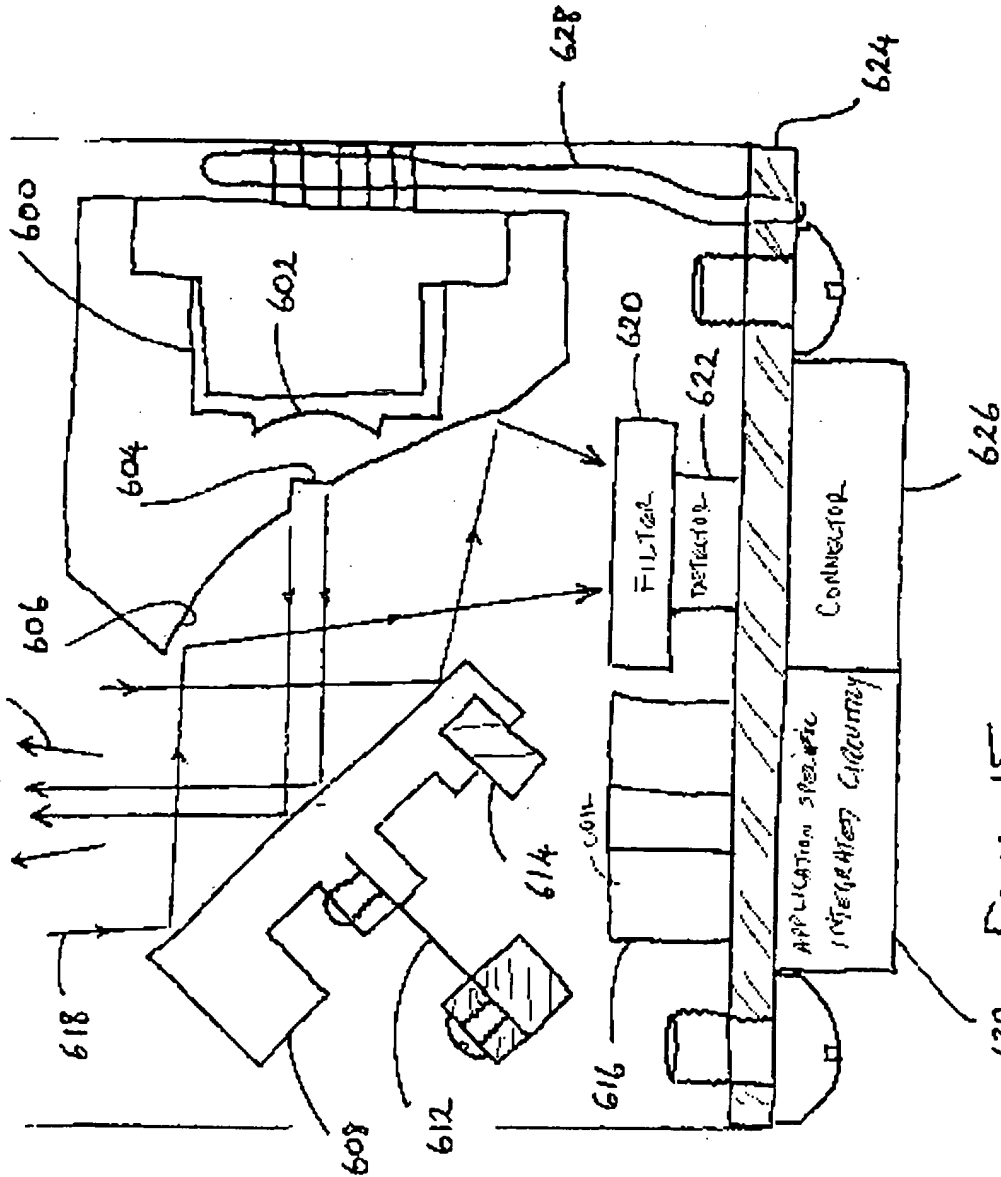 600
602
604
606
618
608
612
614
616
COIL
FILTER
620
DETECTOR
622
628
624
APPLICATION SPECIFIC
INTEGRATED CIRCUITRY
CONNECTOR
626